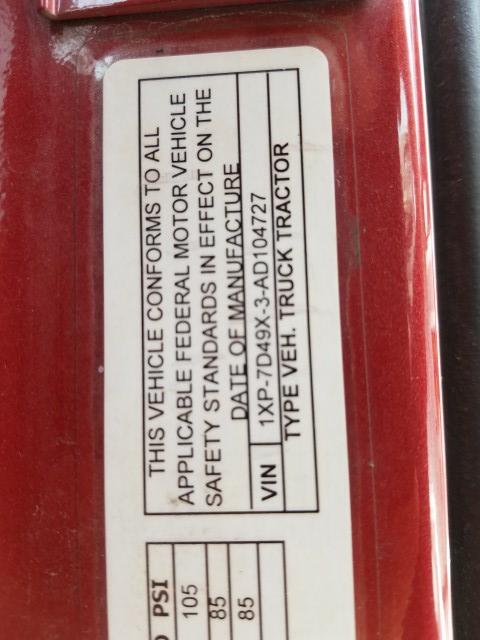 THIS VEHICLE CONFORMS TO ALL
APPLICABLE FEDERAL MOTOR VEHICLE
SAFETY STANDARDS IN EFFECT ON THE
DATE OF MANUFACTURE
VIN 1XP-7D49X-3-AD104727
TYPE VEH. TRUCK TRACTOR
PSI
105
85
85